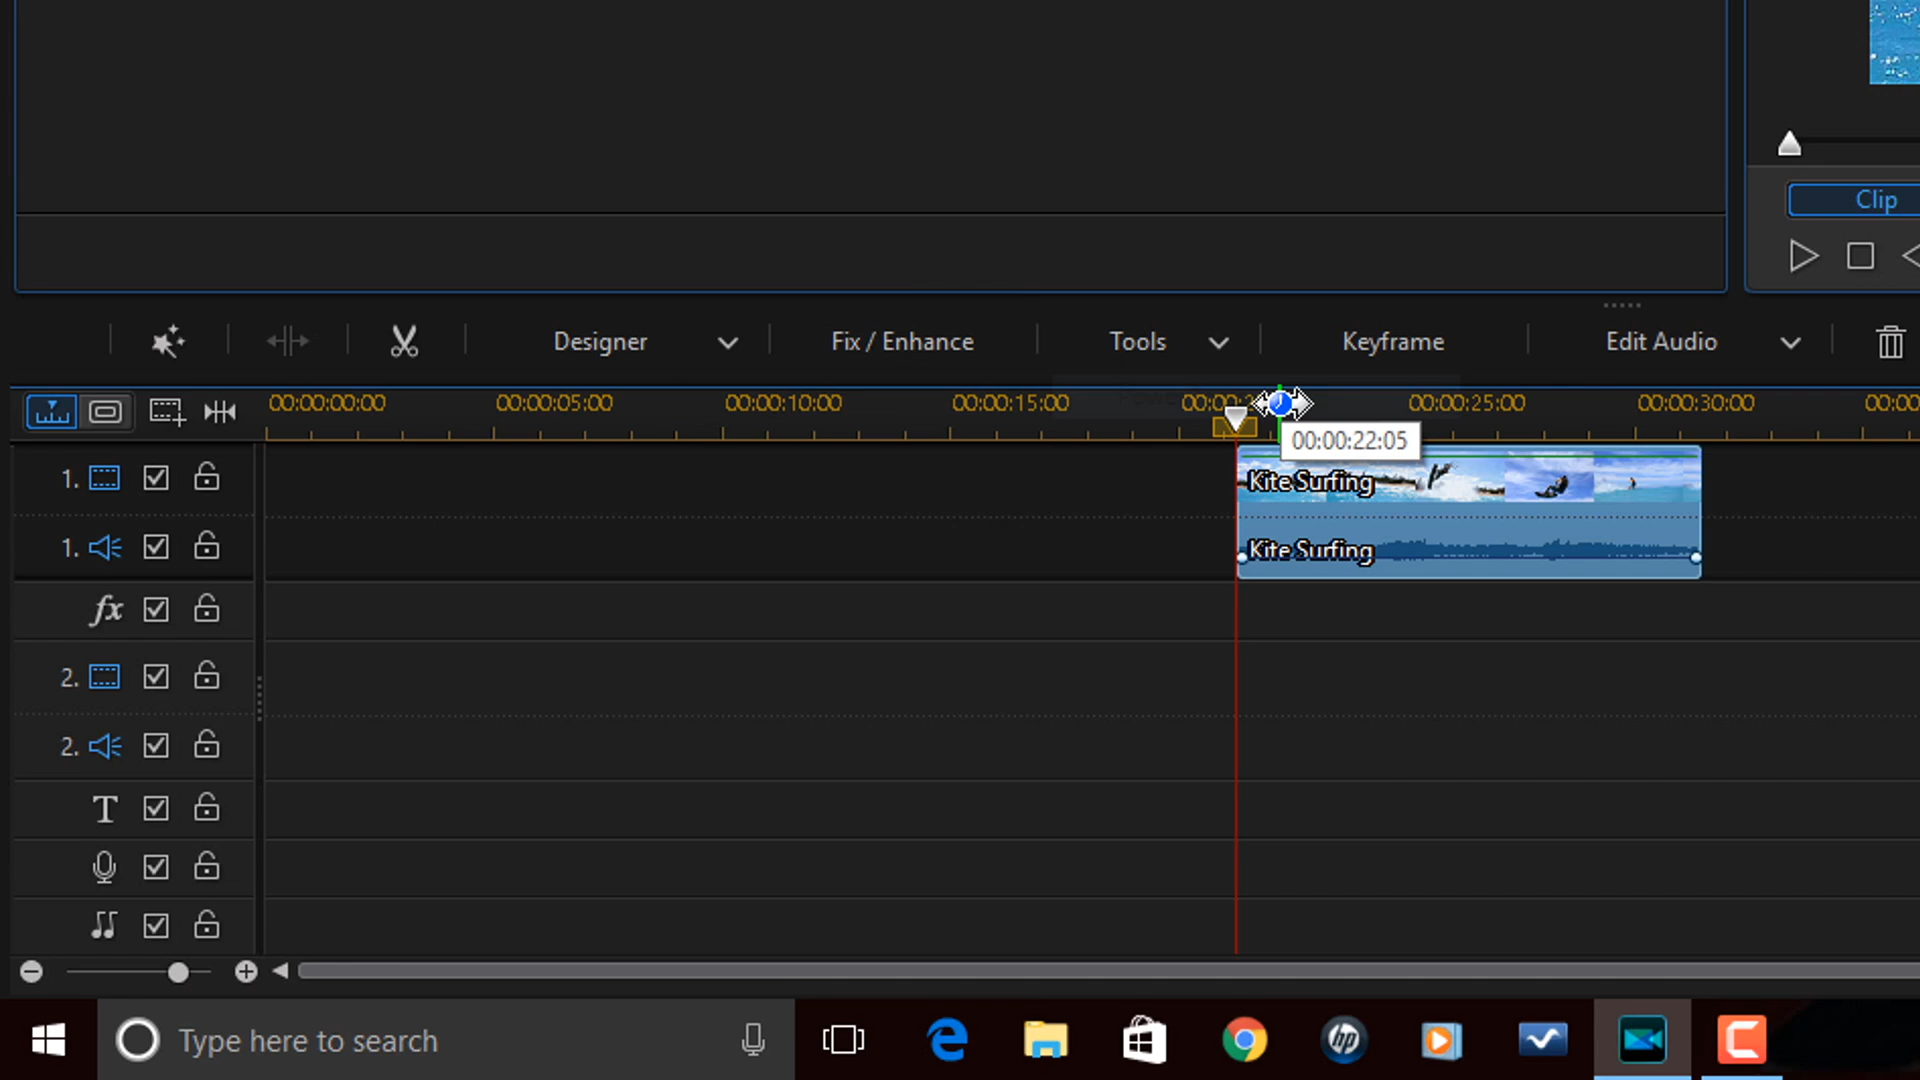 Clip
Designer Fix / Enhance Tools Keyframe Edit Audio
00:00:00:00 00:00:05:00 00:00:10:00 00:00:15:00 00:00:25:00 00:00:30:00
00:00:22:05
1. Kite Surfing
1. Kite Surfing
fx
2.
2.
T
Type here to search
hp